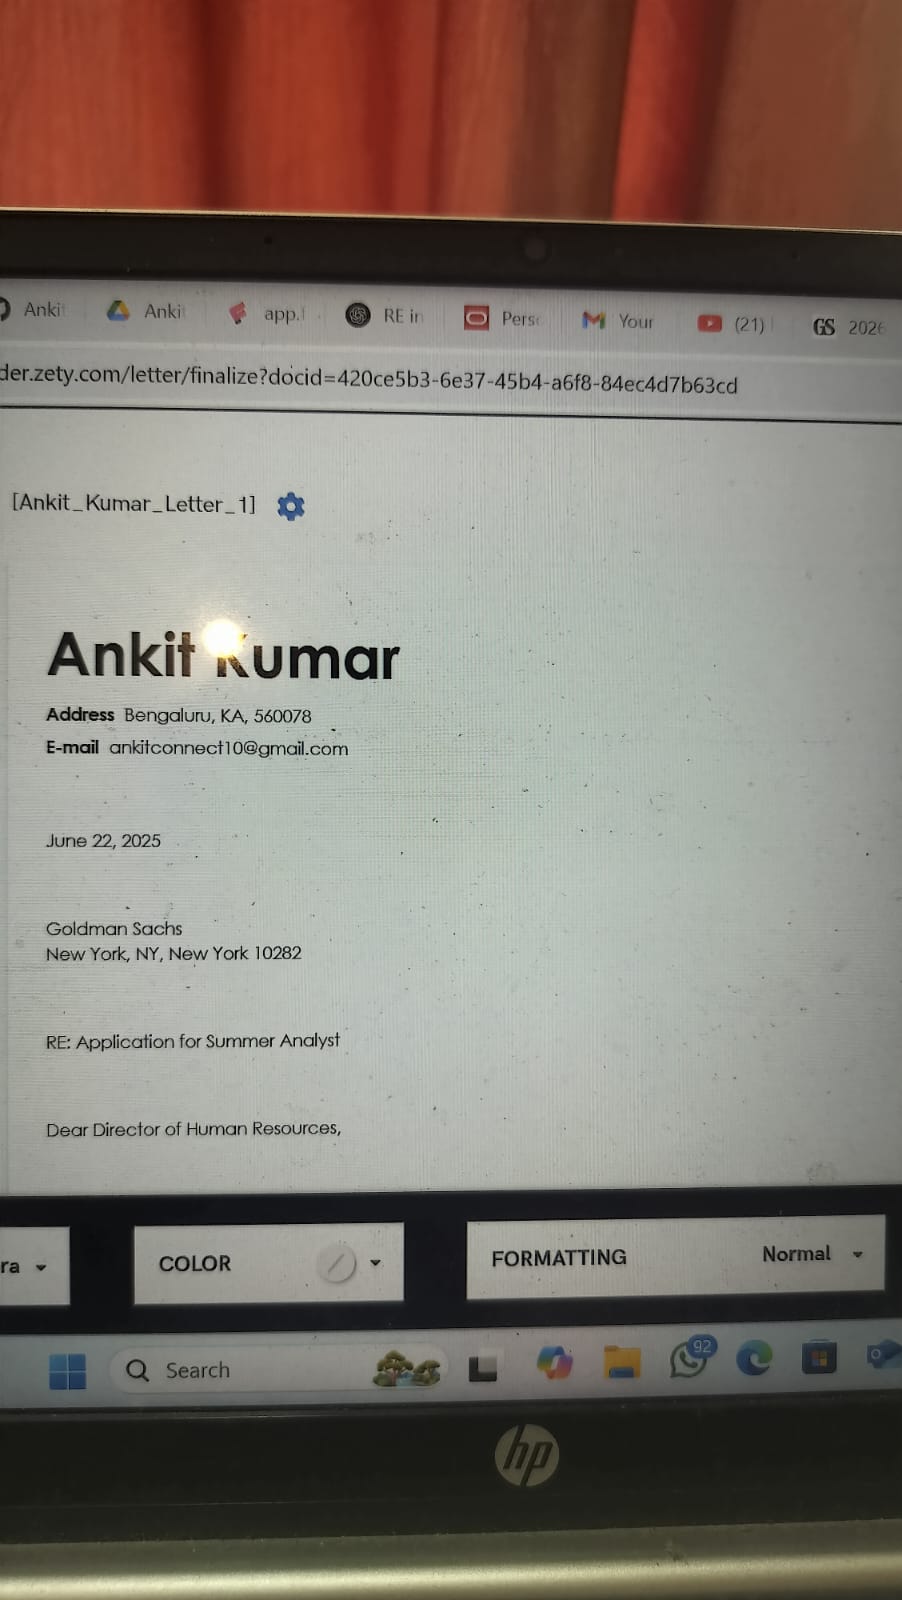 Anki
Anki
app.
RE in
Pers
Your
(21)
GS 2026
der.zety.com/letter/finalize?docid=420ce5b3-6e37-45b4-a6f8-84ec4d7b63cd
[Ankit_Kumar_Letter_1]
Ankit Kumar
Address Bengaluru, KA, 560078
E-mail ankitconnect10@gmail.com
June 22, 2025
Goldman Sachs
New York, NY, New York 10282
RE: Application for Summer Analyst
Dear Director of Human Resources,
ra
COLOR
FORMATTING Normal
Search
92
hp